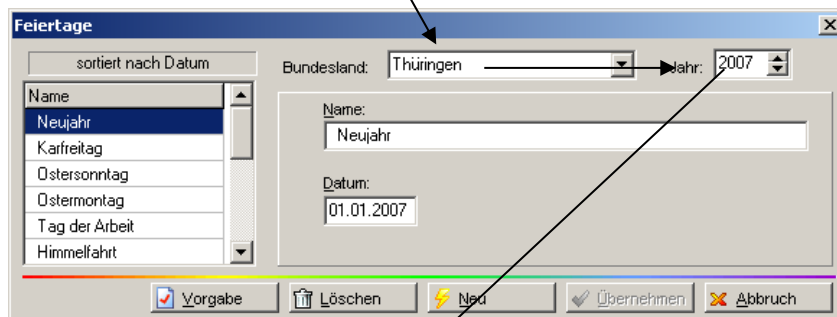 Feiertage
sortiert nach Datum
Bundesland: Thüringen Jahr: 2007
Name
Neujahr
Karfreitag
Ostersonntag
Ostermontag
Tag der Arbeit
Himmelfahrt
Name:
Neujahr
Datum:
01.01.2007
Vorgabe Löschen Neu Übernehmen Abbruch